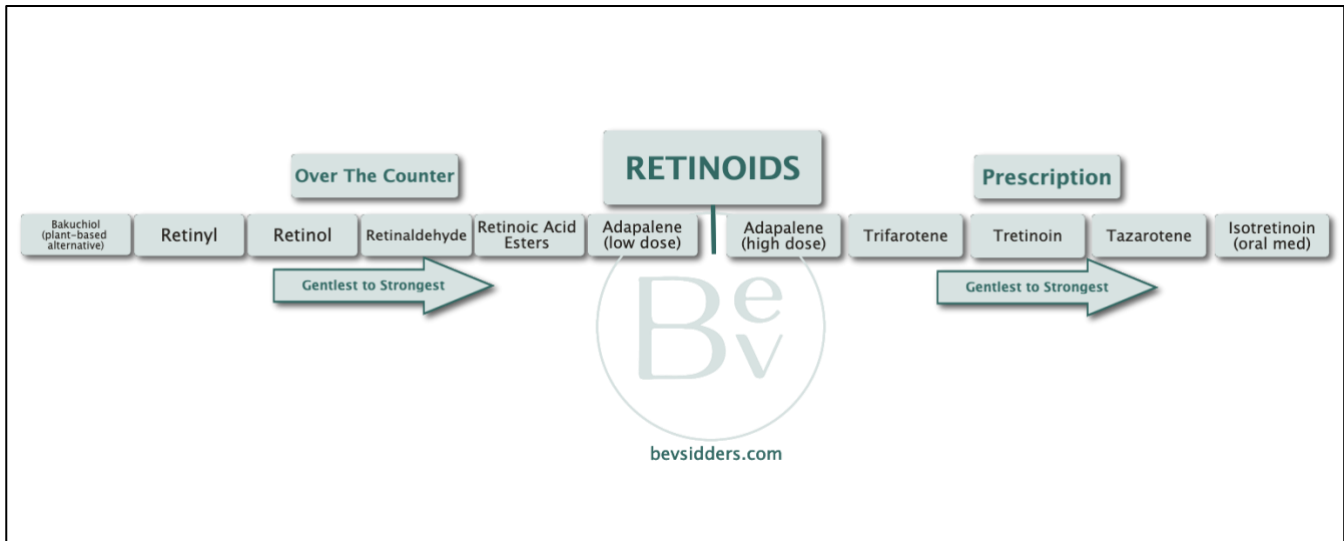 RETINOIDS
Over The Counter
Prescription
Bakuchiol
(plant-based
alternative)
Retinyl
Retinol
Retinaldehyde
Retinoic Acid
Esters
Adapalene
(low dose)
Adapalene
(high dose)
Trifarotene
Tretinoin
Tazarotene
Isotretinoin
(oral med)
Gentlest to Strongest
Gentlest to Strongest
Bev
bevsidders.com